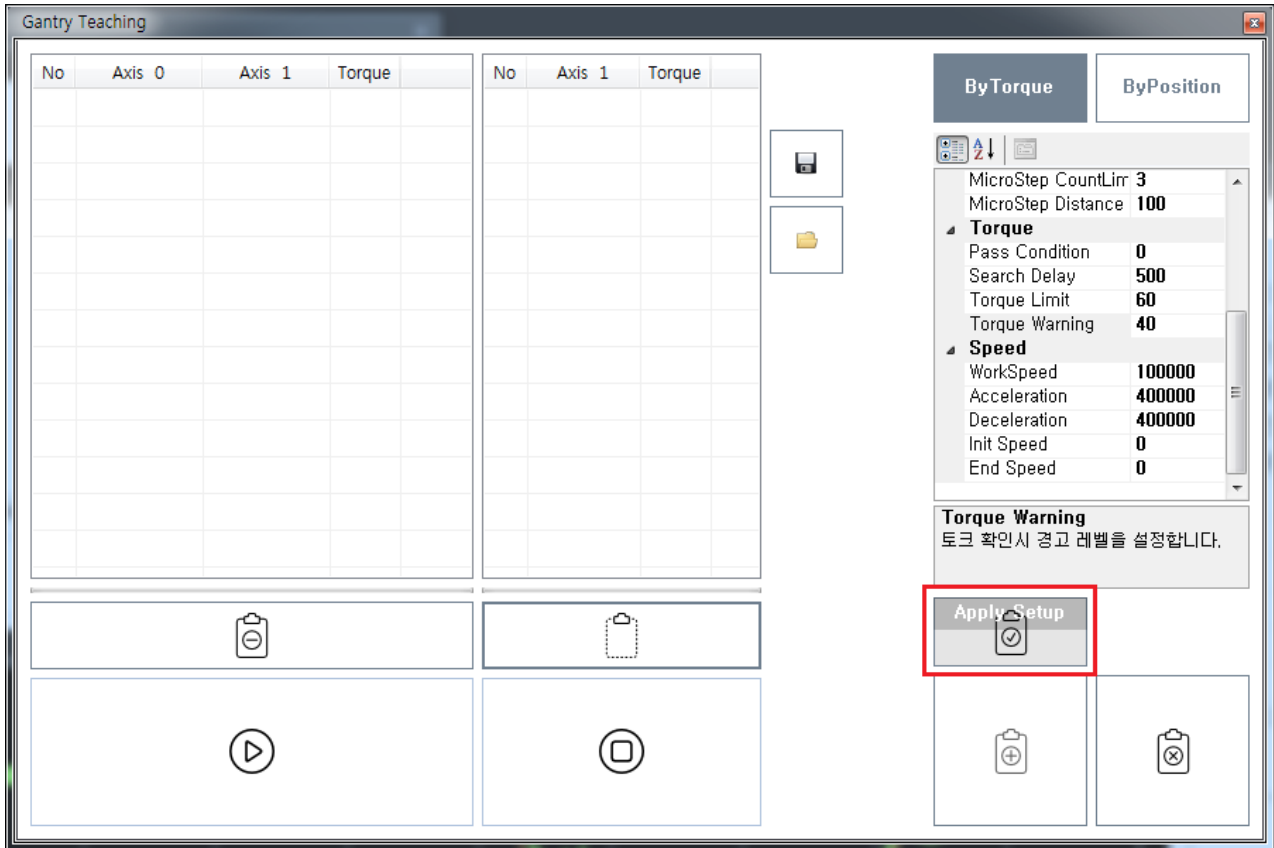 Gantry Teaching
No Axis 0 Axis 1 Torque
No Axis 1 Torque
ByTorque
ByPosition
MicroStep CountLim 3
MicroStep Distance 100
Torque
Pass Condition 0
Search Delay 500
Torque Limit 60
Torque Warning 40
Speed
WorkSpeed 100000
Acceleration 400000
Deceleration 400000
Init Speed 0
End Speed 0
Torque Warning
토크 확인시 경고 레벨을 설정합니다.
Apply Setup